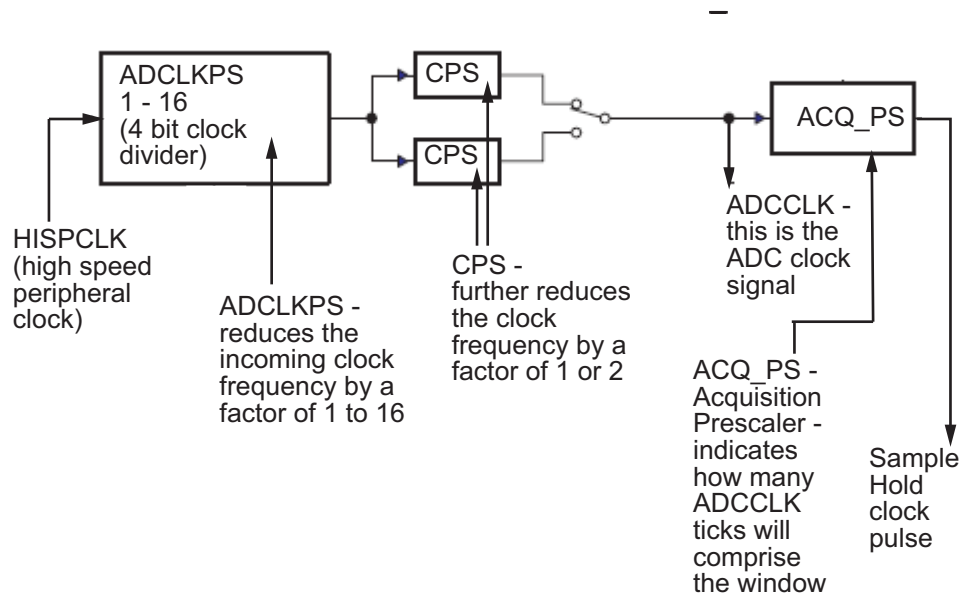 ADCLKPS
1 - 16
(4 bit clock
divider)
CPS
CPS
ACQ_PS
HISPCLK
(high speed
peripheral
clock)
ADCLKPS -
reduces the
incoming clock
frequency by a
factor of 1 to 16
CPS -
further reduces
the clock
frequency by a
factor of 1 or 2
ADCCLK -
this is the
ADC clock
signal
ACQ_PS -
Acquisition
Prescaler -
indicates
how many
ADCCLK
ticks will
comprise
the window
Sample
Hold
clock
pulse